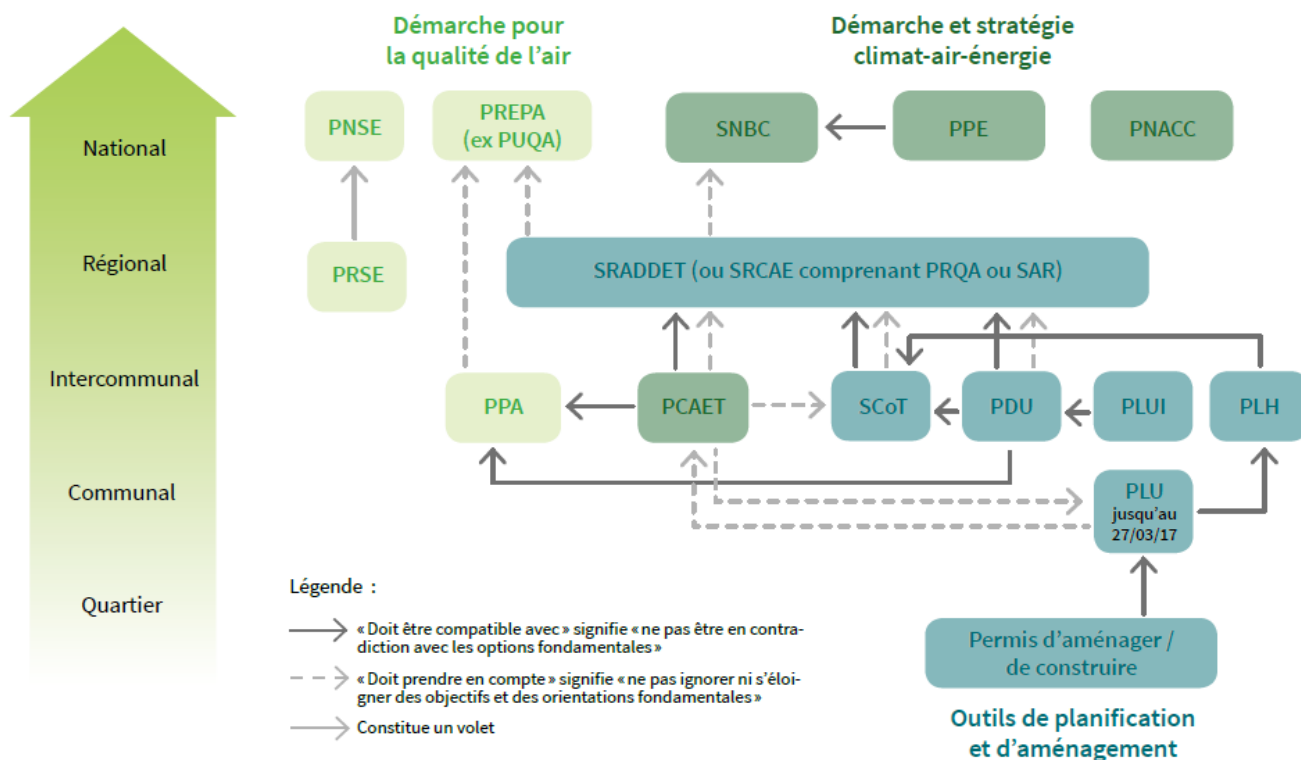 Démarche pour
la qualité de l’air
Démarche et stratégie
climat-air-énergie
National
PNSE
PREPA
(ex PUQA)
SNBC
PPE
PNACC
Régional
PRSE
SRADDET (ou SRCAE comprenant PRQA ou SAR)
Intercommunal
PPA
PCAET
SCoT
PDU
PLUI
PLH
Communal
PLU
jusqu’au
27/03/17
Quartier
Permis d’aménager /
de construire
Outils de planification
et d’aménagement
Légende :
« Doit être compatible avec » signifie « ne pas être en contra-
diction avec les options fondamentales »
« Doit prendre en compte » signifie « ne pas ignorer ni s’éloi-
gner des objectifs et des orientations fondamentales »
Constitue un volet